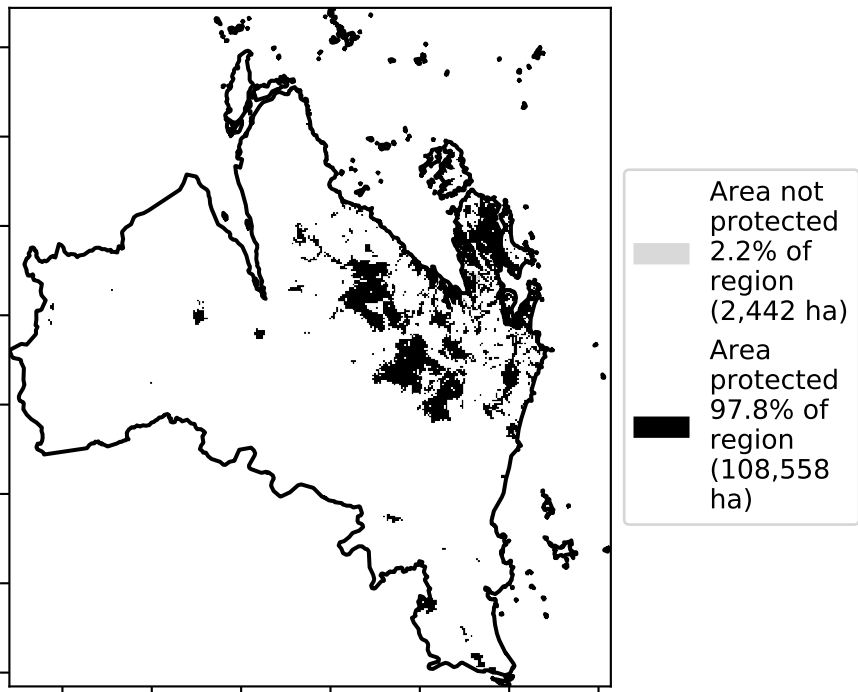 Area not
protected
2.2% of
region
(2,442 ha)
Area
protected
97.8% of
region
(108,558
ha)